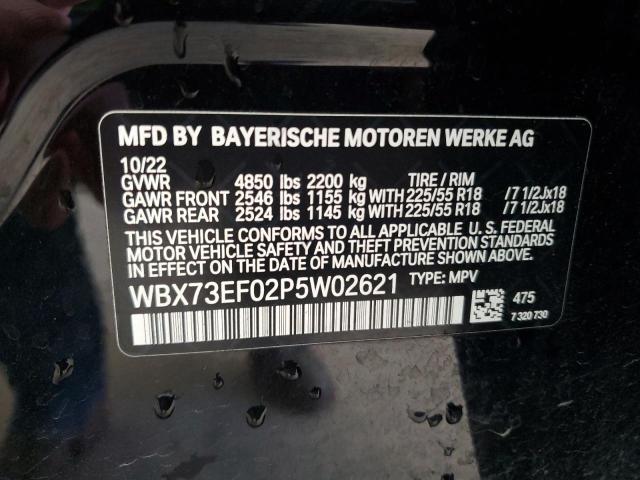 MFD BY BAYERISCHE MOTOREN WERKE AG
10/22
GVWR 4850 lbs 2200 kg TIRE / RIM
GAWR FRONT 2546 lbs 1155 kg WITH 225/55 R18 /7 1/2Jx18
GAWR REAR 2524 lbs 1145 kg WITH 225/55 R18 /7 1/2Jx18
THIS VEHICLE CONFORMS TO ALL APPLICABLE U. S. FEDERAL
MOTOR VEHICLE SAFETY AND THEFT PREVENTION STANDARDS
IN EFFECT ON THE DATE OF MANUFACTURE SHOWN ABOVE.
WBX73EF02P5W02621 TYPE: MPV
475
7 320 730